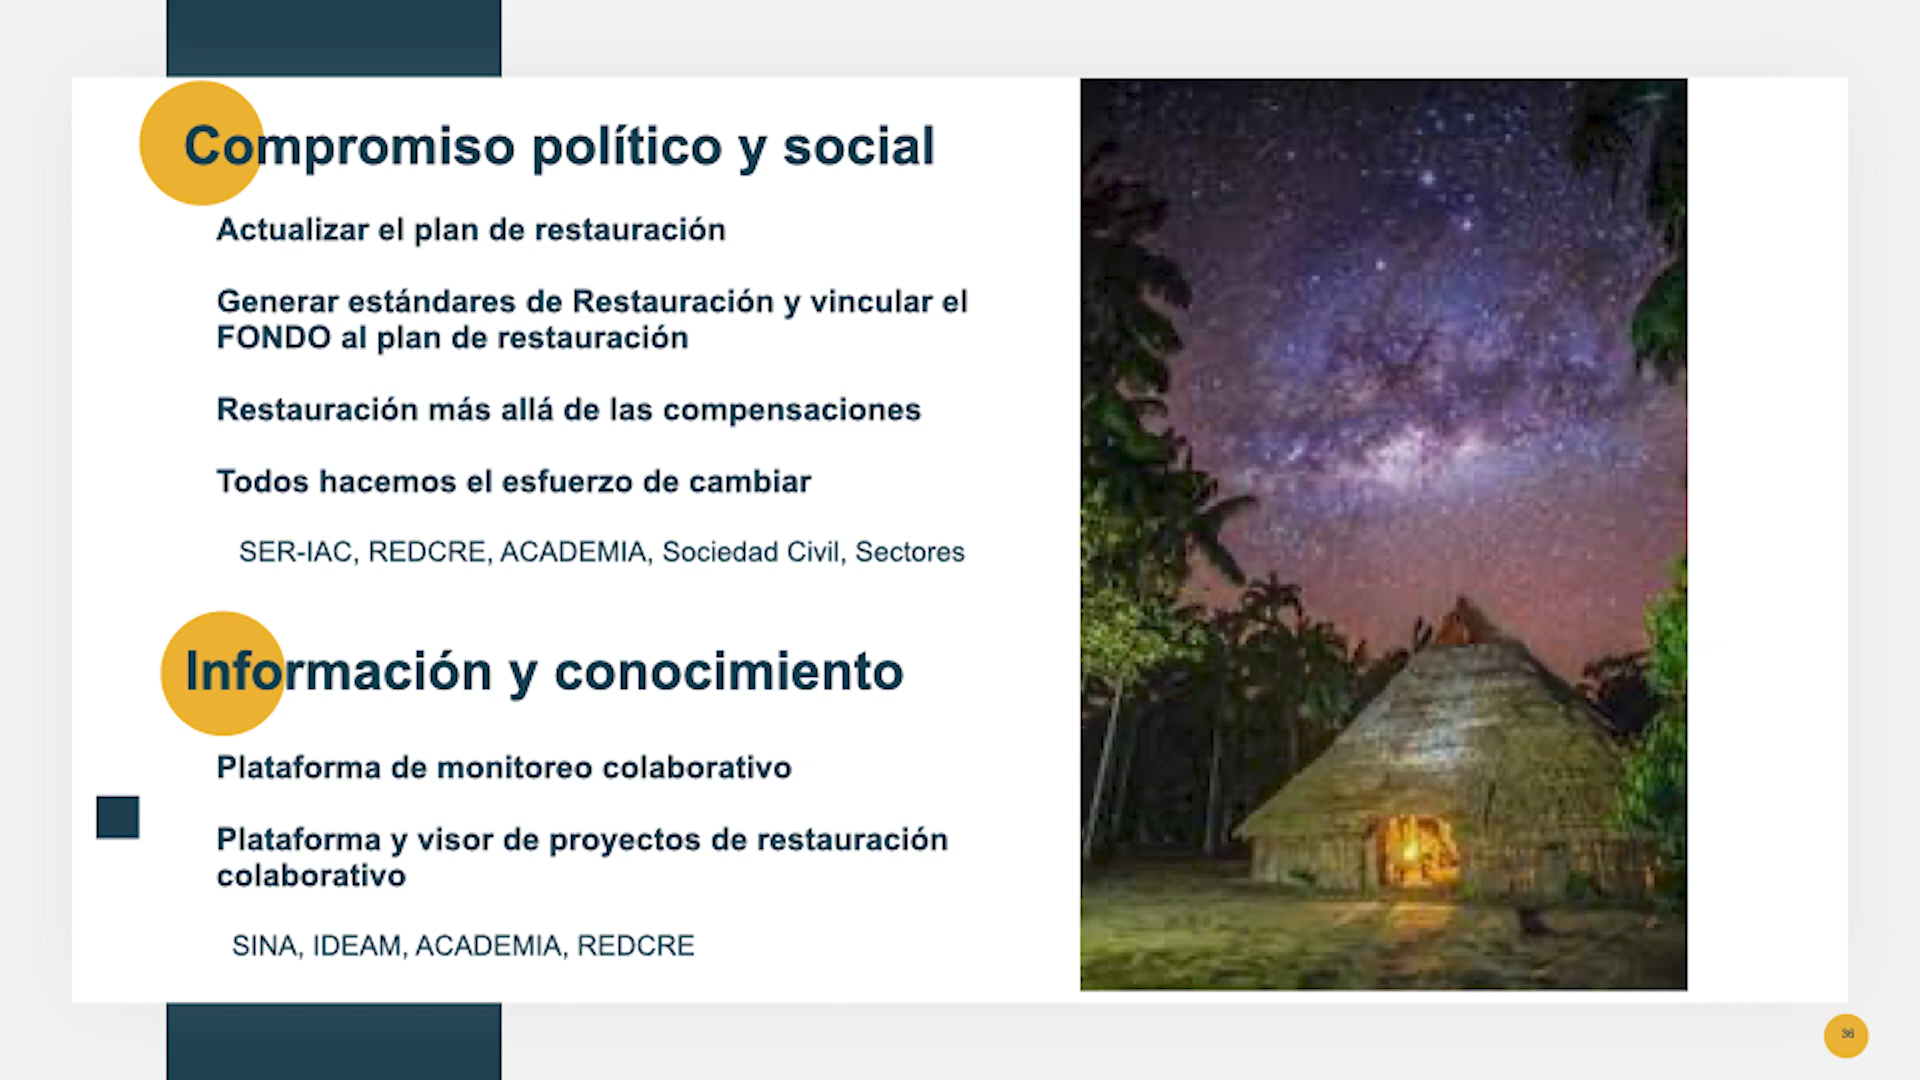 Compromiso político y social
Actualizar el plan de restauración
Generar estándares de Restauración y vincular el
FONDO al plan de restauración
Restauración más allá de las compensaciones
Todos hacemos el esfuerzo de cambiar
SER-IAC, REDCRE, ACADEMIA, Sociedad Civil, Sectores
Información y conocimiento
Plataforma de monitoreo colaborativo
Plataforma y visor de proyectos de restauración
colaborativo
SINA, IDEAM, ACADEMIA, REDCRE
36